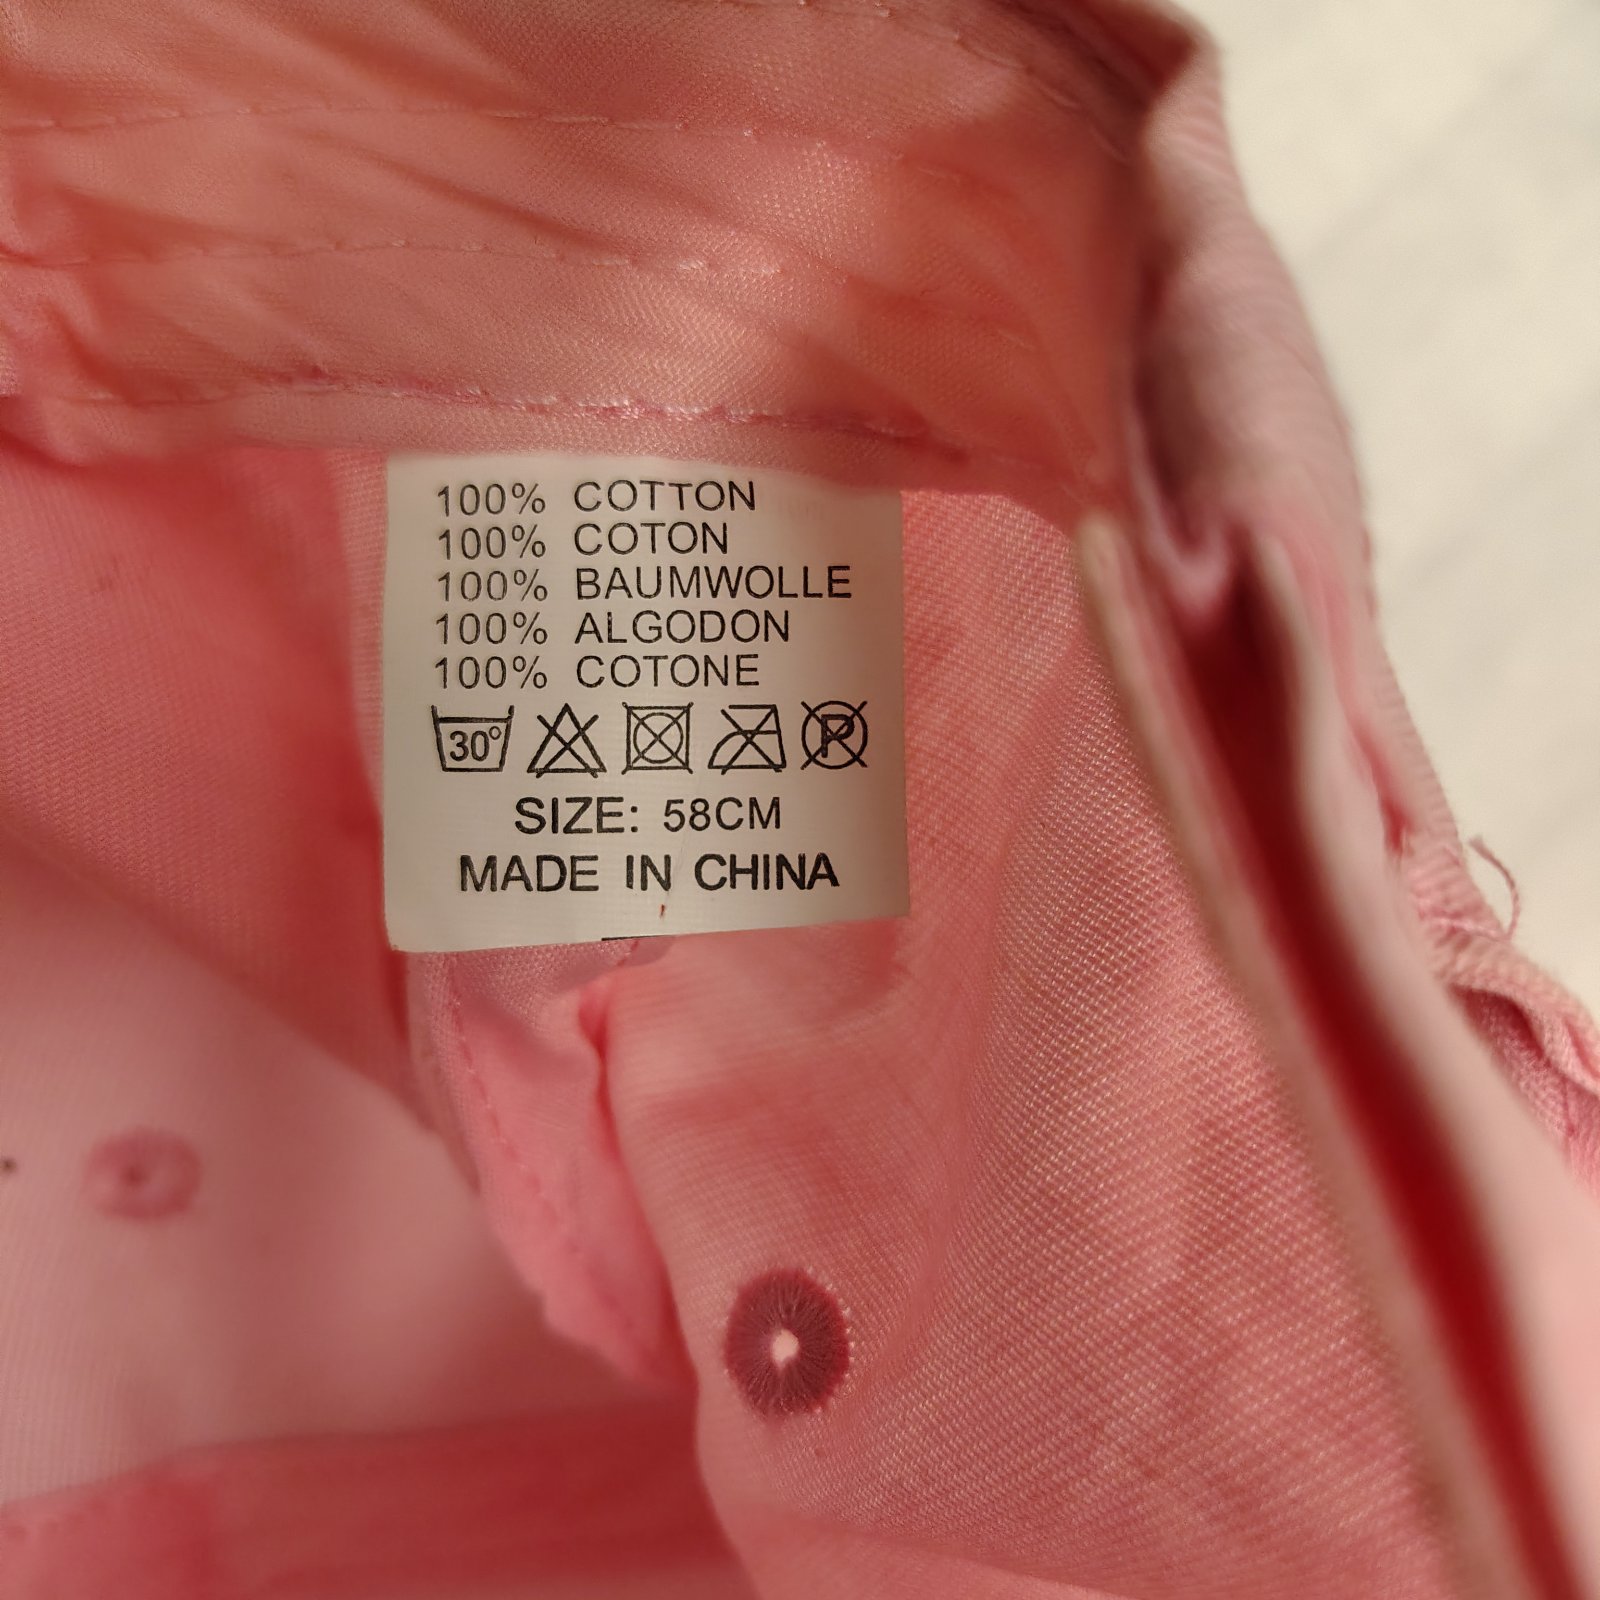 100% COTTON
100% COTON
100% BAUMWOLLE
100% ALGODON
100% COTONE
30° P
SIZE: 58CM
MADE IN CHINA